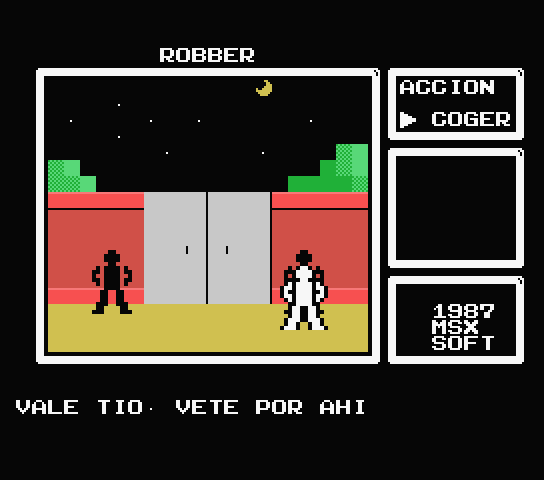 ROBBER
ACCION
▶ COGER
1987
MSX
SOFT
VALE TIO. VETE POR AHI